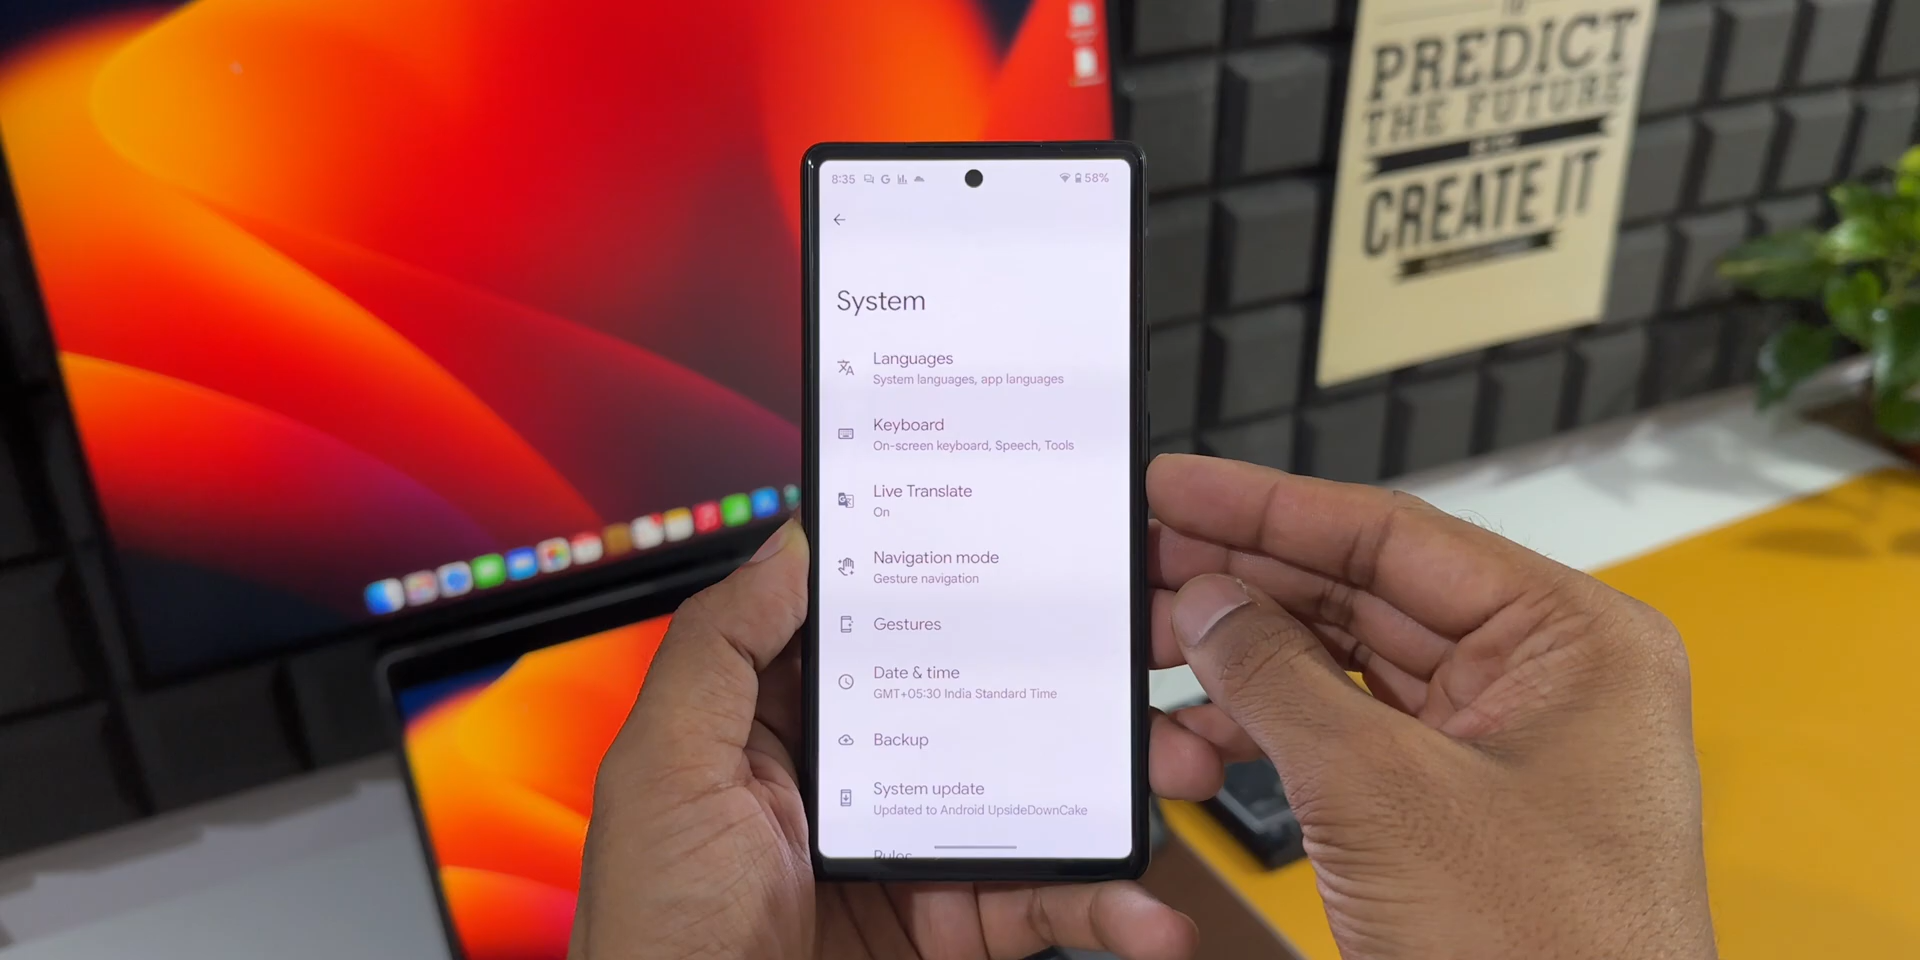 8:35
58%
System
Languages
System languages, app languages
Keyboard
On-screen keyboard, Speech, Tools
Live Translate
On
Navigation mode
Gesture navigation
Gestures
Date & time
GMT+05:30 India Standard Time
Backup
System update
Updated to Android UpsideDownCake
Rules
TO
PREDICT
THE FUTURE
CREATE IT